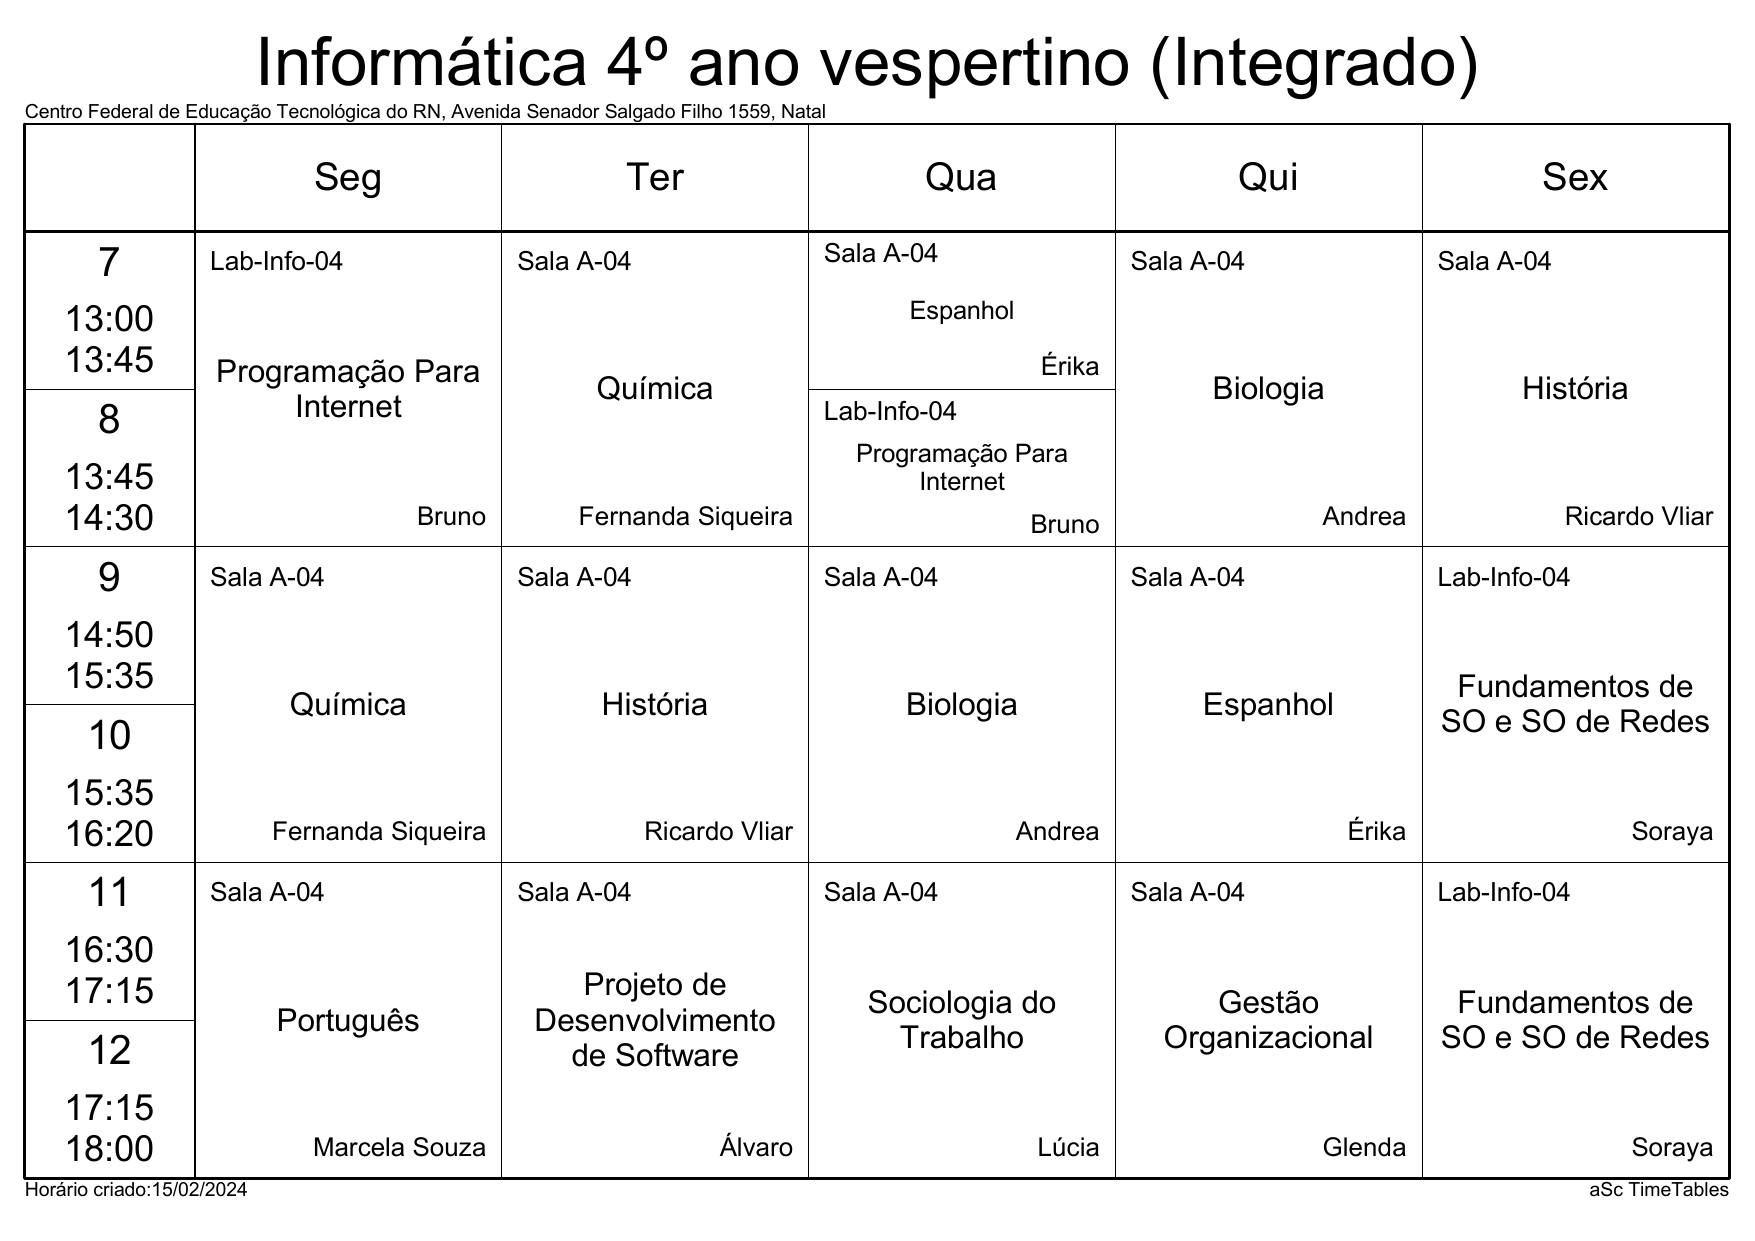 Informática 4º ano vespertino (Integrado)
Centro Federal de Educação Tecnológica do RN, Avenida Senador Salgado Filho 1559, Natal
Seg
Ter
Qua
Qui
Sex
7
13:00
13:45
8
13:45
14:30
Lab-Info-04
Programação Para
Internet
Bruno
Sala A-04
Química
Fernanda Siqueira
Sala A-04
Espanhol
Érika
Lab-Info-04
Programação Para
Internet
Bruno
Sala A-04
Biologia
Andrea
Sala A-04
História
Ricardo Vliar
9
14:50
15:35
10
15:35
16:20
Sala A-04
Química
Fernanda Siqueira
Sala A-04
História
Ricardo Vliar
Sala A-04
Biologia
Andrea
Sala A-04
Espanhol
Érika
Lab-Info-04
Fundamentos de
SO e SO de Redes
Soraya
11
16:30
17:15
12
17:15
18:00
Sala A-04
Português
Marcela Souza
Sala A-04
Projeto de
Desenvolvimento
de Software
Álvaro
Sala A-04
Sociologia do
Trabalho
Lúcia
Sala A-04
Gestão
Organizacional
Glenda
Lab-Info-04
Fundamentos de
SO e SO de Redes
Soraya
Horário criado:15/02/2024
aSc TimeTables